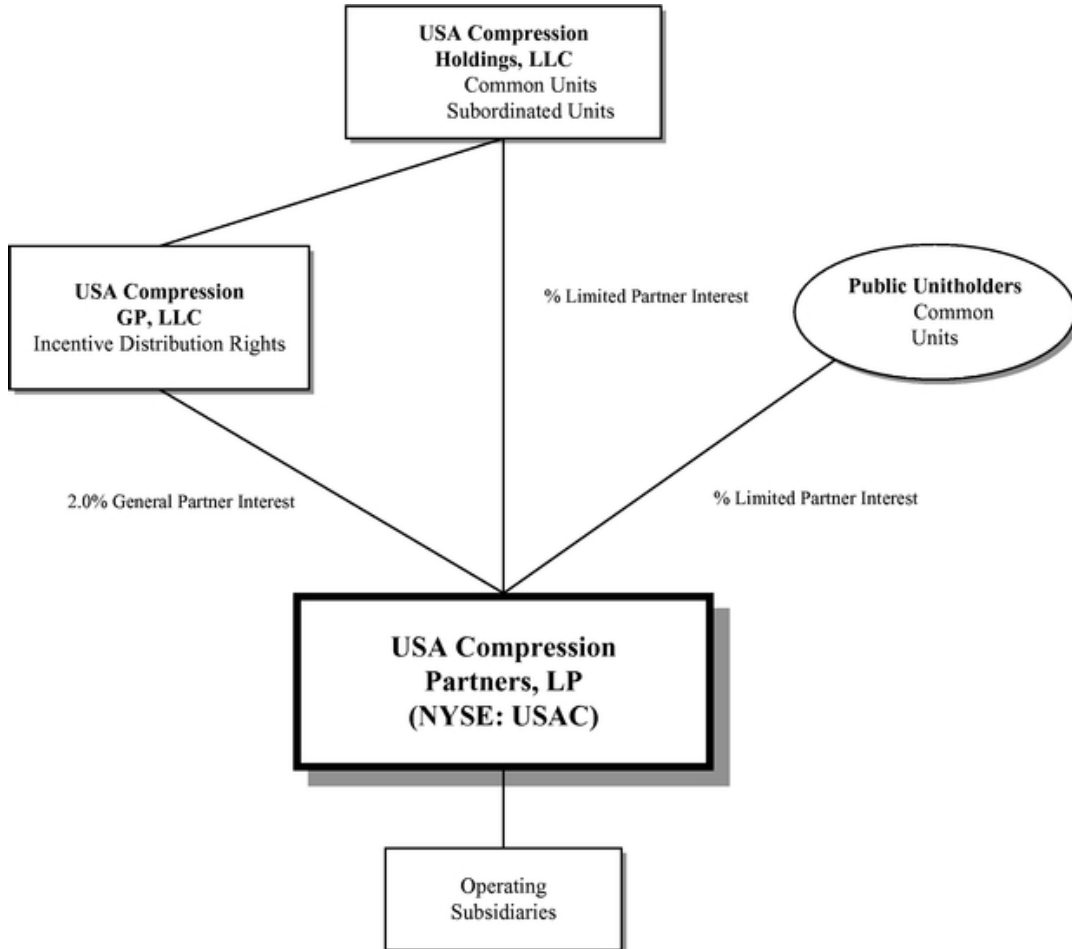 USA Compression
Holdings, LLC
Common Units
Subordinated Units
USA Compression
GP, LLC
Incentive Distribution Rights
% Limited Partner Interest
Public Unitholders
Common
Units
2.0% General Partner Interest
% Limited Partner Interest
USA Compression
Partners, LP
(NYSE: USAC)
Operating
Subsidiaries